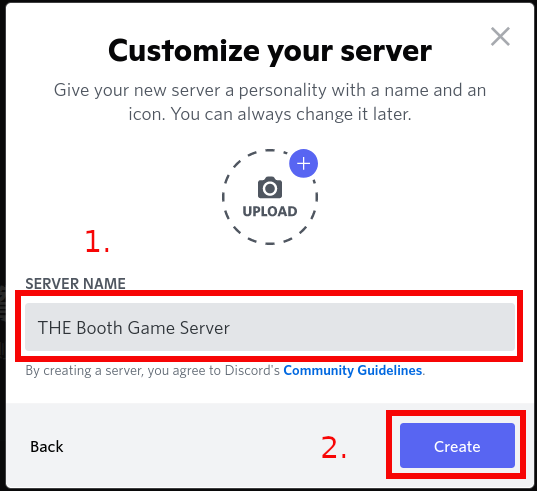 Customize your server
Give your new server a personality with a name and an
icon. You can always change it later.
UPLOAD
1.
SERVER NAME
THE Booth Game Server
By creating a server, you agree to Discord's Community Guidelines.
Back
2.
Create